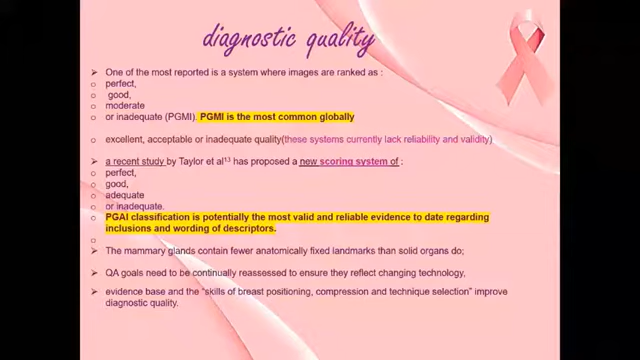 diagnostic quality
➢ One of the most reported is a system where images are ranked as :
o perfect,
o good,
o moderate
o or inadequate (PGMI). PGMI is the most common globally
o excellent, acceptable or inadequate quality(these systems currently lack reliability and validity)
➢ a recent study by Taylor et al¹³ has proposed a new scoring system of :
o perfect,
o good,
o adequate
o or inadequate.
o PGAI classification is potentially the most valid and reliable evidence to date regarding
inclusions and wording of descriptors.
o
➢ The mammary glands contain fewer anatomically fixed landmarks than solid organs do;
➢ QA goals need to be continually reassessed to ensure they reflect changing technology,
➢ evidence base and the “skills of breast positioning, compression and technique selection” improve
diagnostic quality.